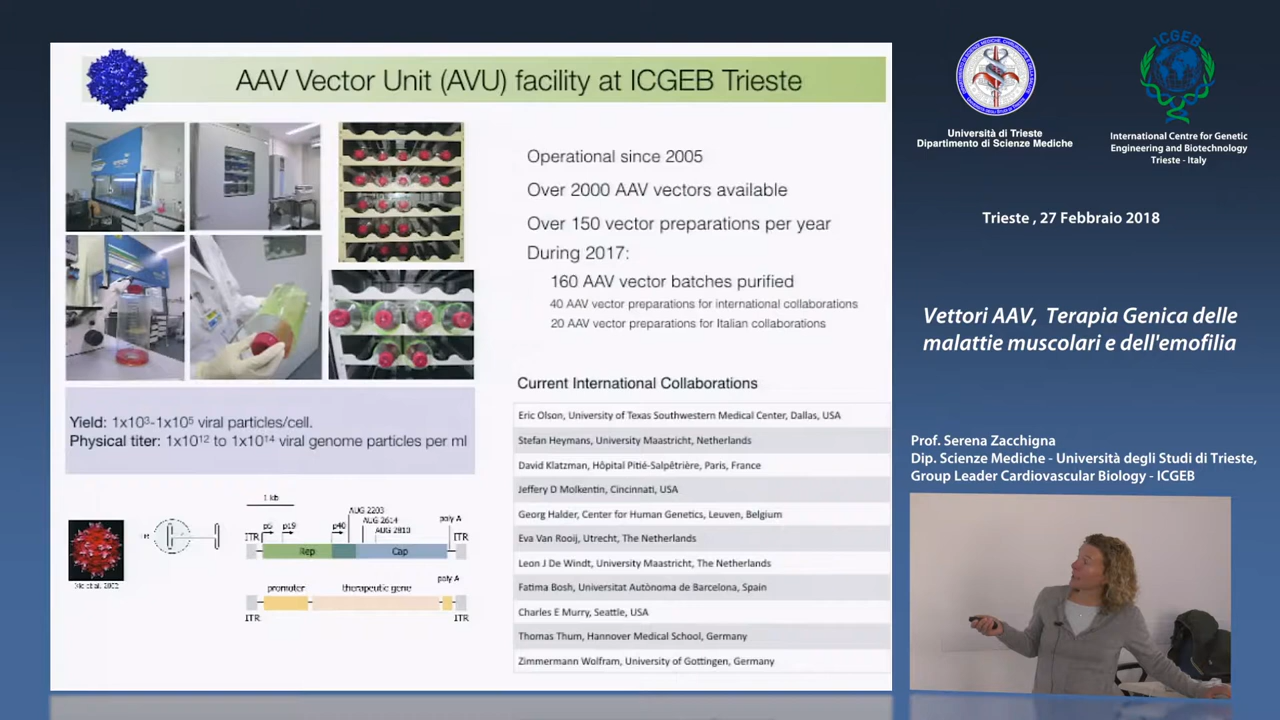 AAV Vector Unit (AVU) facility at ICGEB Trieste
Operational since 2005
Over 2000 AAV vectors available
Over 150 vector preparations per year
During 2017:
160 AAV vector batches purified
40 AAV vector preparations for international collaborations
20 AAV vector preparations for Italian collaborations
Yield: 1x10³-1x10⁵ viral particles/cell.
Physical titer: 1x10¹² to 1x10¹⁴ viral genome particles per ml
1 kb
p5
p19
p40
AUG 2203
AUG 2614
AUG 2810
poly A
ITR
Rep
Cap
ITR
promoter
therapeutic gene
poly A
ITR
ITR
Current International Collaborations
Eric Olson, University of Texas Southwestern Medical Center, Dallas, USA
Stefan Heymans, University Maastricht, Netherlands
David Klatzman, Hôpital Pitié-Salpêtrière, Paris, France
Jeffery D Molkentin, Cincinnati, USA
Georg Halder, Center for Human Genetics, Leuven, Belgium
Eva Van Rooij, Utrecht, The Netherlands
Leon J De Windt, University Maastricht, The Netherlands
Fatima Bosh, Universitat Autònoma de Barcelona, Spain
Charles E Murry, Seattle, USA
Thomas Thum, Hannover Medical School, Germany
Zimmermann Wolfram, University of Gottingen, Germany
Università di Trieste
Dipartimento di Scienze Mediche
ICGEB
International Centre for Genetic
Engineering and Biotechnology
Trieste - Italy
Trieste , 27 Febbraio 2018
Vettori AAV, Terapia Genica delle
malattie muscolari e dell'emofilia
Prof. Serena Zacchigna
Dip. Scienze Mediche - Università degli Studi di Trieste,
Group Leader Cardiovascular Biology - ICGEB